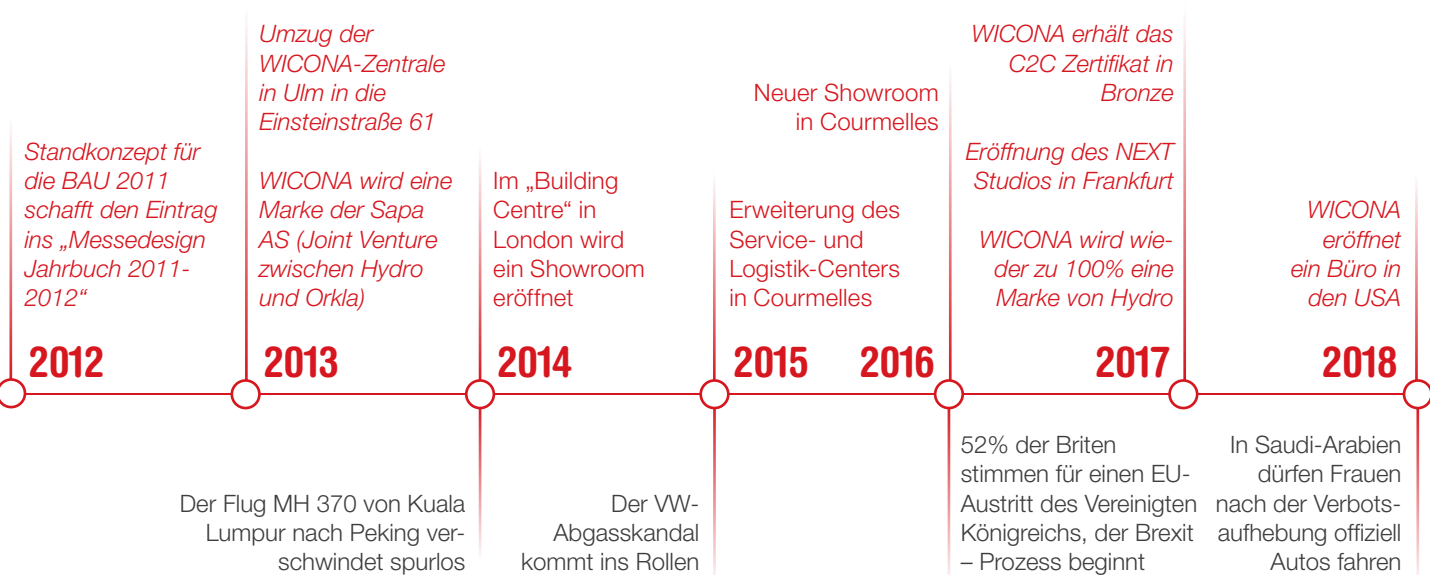 Standkonzept für
die BAU 2011
schafft den Eintrag
ins „Messedesign
Jahrbuch 2011-
2012“
2012
Umzug der
WICONA-Zentrale
in Ulm in die
Einsteinstraße 61
WICONA wird eine
Marke der Sapa
AS (Joint Venture
zwischen Hydro
und Orkla)
2013
Im „Building
Centre“ in
London wird
ein Showroom
eröffnet
2014
Erweiterung des
Service- und
Logistik-Centers
in Courmelles
2015
Neuer Showroom
in Courmelles
2016
WICONA erhält das
C2C Zertifikat in
Bronze
Eröffnung des NEXT
Studios in Frankfurt
WICONA wird wie-
der zu 100% eine
Marke von Hydro
2017
WICONA
eröffnet
ein Büro in
den USA
2018
Der Flug MH 370 von Kuala
Lumpur nach Peking ver-
schwindet spurlos
Der VW-
Abgasskandal
kommt ins Rollen
52% der Briten
stimmen für einen EU-
Austritt des Vereinigten
Königreichs, der Brexit
– Prozess beginnt
In Saudi-Arabien
dürfen Frauen
nach der Verbots-
aufhebung offiziell
Autos fahren